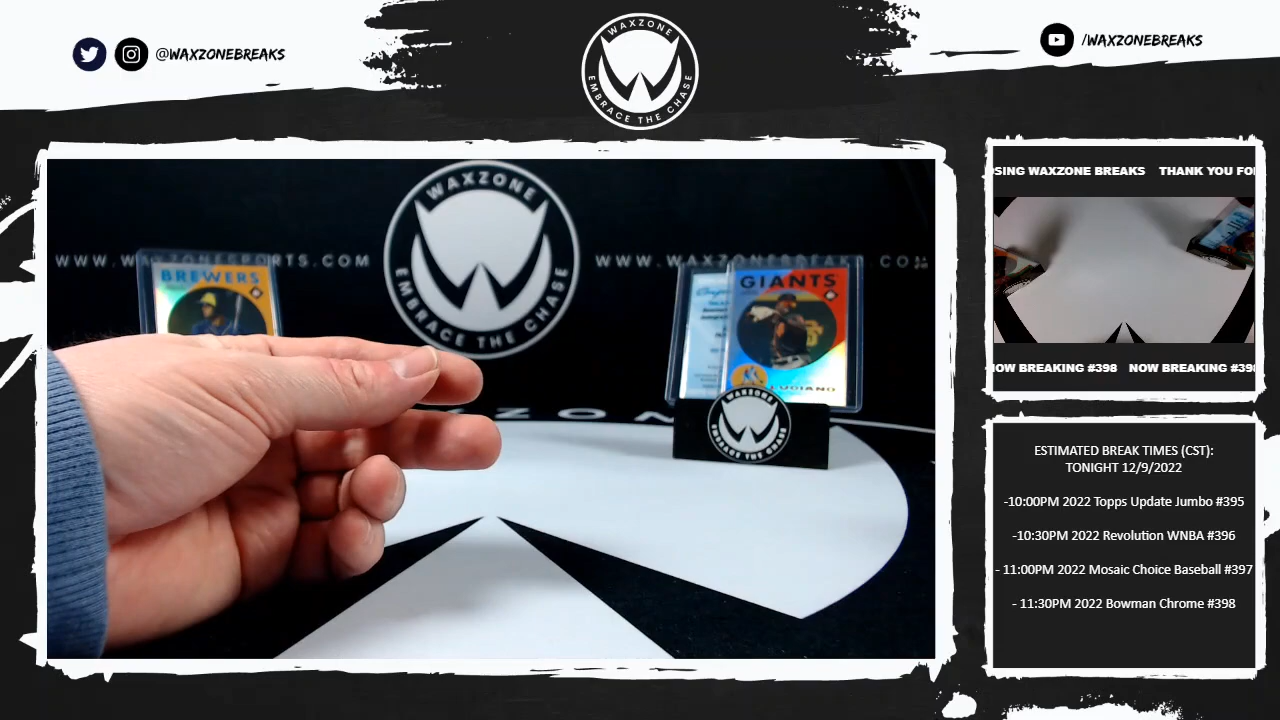 @WAXZONEBREAKS
WAXZONE
EMBRACE THE CHASE
/WAXZONEBREAKS
WAXZONE
EMBRACE THE CHASE
BREWERS
GIANTS
LUCIANO
WAXZONE
EMBRACE THE CHASE
SING WAXZONE BREAKS THANK YOU FO
OW BREAKING #398 NOW BREAKING #39
ESTIMATED BREAK TIMES (CST):
TONIGHT 12/9/2022
-10:00PM 2022 Topps Update Jumbo #395
-10:30PM 2022 Revolution WNBA #396
- 11:00PM 2022 Mosaic Choice Baseball #397
- 11:30PM 2022 Bowman Chrome #398